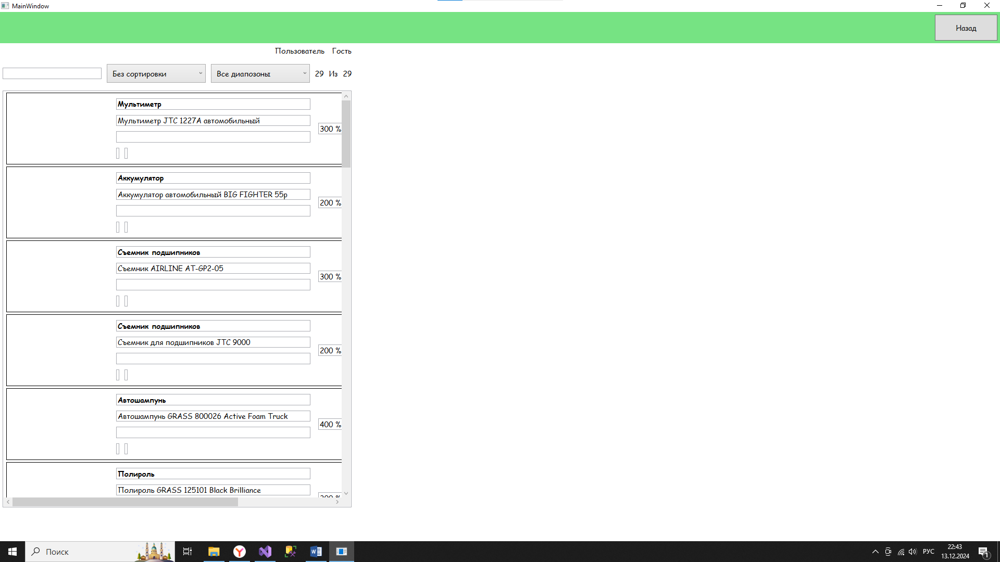 MainWindow
Назад
Пользователь Гость
Без сортировки Все диапозоны 29 Из 29
Мультиметр
Мультиметр JTC 1227A автомобильный
300 %
Аккумулятор
Аккумулятор автомобильный BIG FIGHTER 55p
200 %
Съемник подшипников
Съемник AIRLINE AT-GP2-05
300 %
Съемник подшипников
Съемник для подшипников JTC 9000
200 %
Автошампунь
Автошампунь GRASS 800026 Active Foam Truck
400 %
Полироль
Полироль GRASS 125101 Black Brilliance
Поиск
РУС
22:43
13.12.2024
1